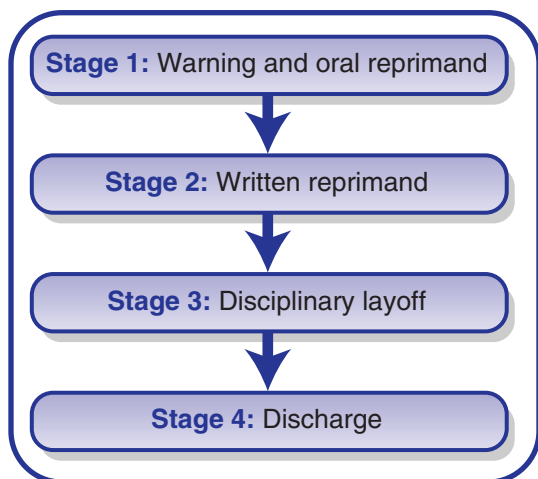 Stage 1: Warning and oral reprimand
Stage 2: Written reprimand
Stage 3: Disciplinary layoff
Stage 4: Discharge